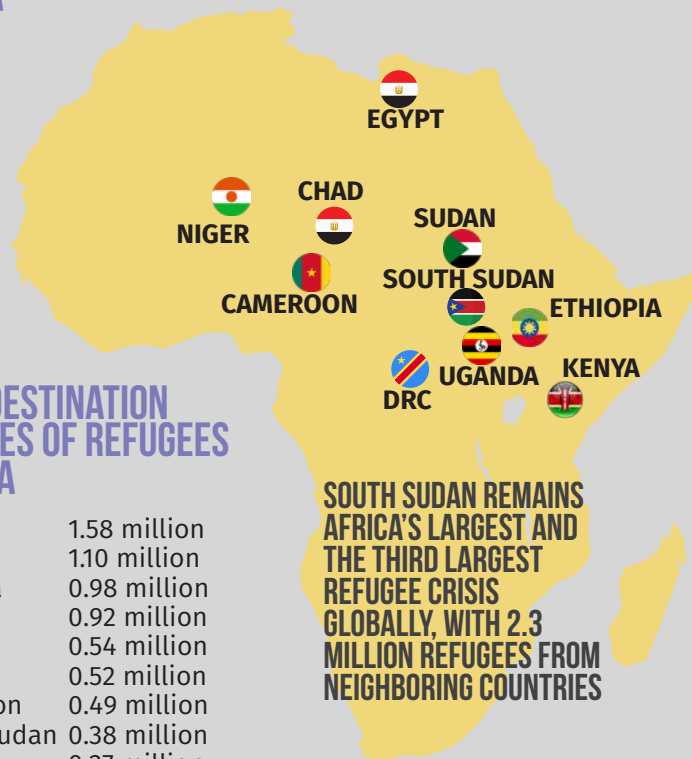 EGYPT
CHAD
NIGER
SUDAN
SOUTH SUDAN
CAMEROON
ETHIOPIA
UGANDA
KENYA
DRC
DESTINATION
ES OF REFUGEES
A
1.58 million
1.10 million
0.98 million
0.92 million
0.54 million
0.52 million
on 0.49 million
udan 0.38 million
SOUTH SUDAN REMAINS
AFRICA'S LARGEST AND
THE THIRD LARGEST
REFUGEE CRISIS
GLOBALLY, WITH 2.3
MILLION REFUGEES FROM
NEIGHBORING COUNTRIES